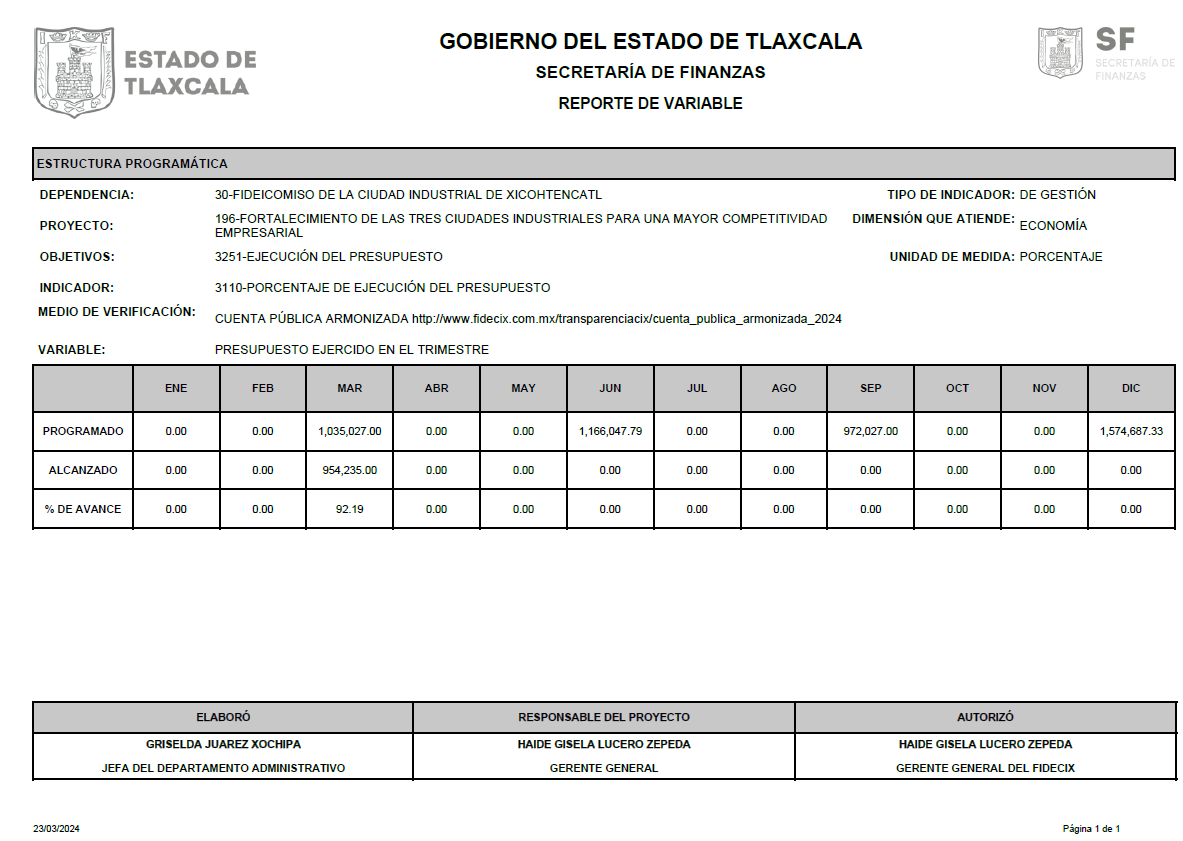 ESTADO DE
TLAXCALA
GOBIERNO DEL ESTADO DE TLAXCALA
SECRETARÍA DE FINANZAS
REPORTE DE VARIABLE
SF
SECRETARÍA DE
FINANZAS
ESTRUCTURA PROGRAMÁTICA
DEPENDENCIA: 30-FIDEICOMISO DE LA CIUDAD INDUSTRIAL DE XICOHTENCATL TIPO DE INDICADOR: DE GESTIÓN
PROYECTO: 196-FORTALECIMIENTO DE LAS TRES CIUDADES INDUSTRIALES PARA UNA MAYOR COMPETITIVIDAD
EMPRESARIAL
DIMENSIÓN QUE ATIENDE: ECONOMÍA
OBJETIVOS: 3251-EJECUCIÓN DEL PRESUPUESTO UNIDAD DE MEDIDA: PORCENTAJE
INDICADOR: 3110-PORCENTAJE DE EJECUCIÓN DEL PRESUPUESTO
MEDIO DE VERIFICACIÓN: CUENTA PÚBLICA ARMONIZADA http://www.fidecix.com.mx/transparenciacix/cuenta_publica_armonizada_2024
VARIABLE: PRESUPUESTO EJERCIDO EN EL TRIMESTRE
ENE FEB MAR ABR MAY JUN JUL AGO SEP OCT NOV DIC
PROGRAMADO 0.00 0.00 1,035,027.00 0.00 0.00 1,166,047.79 0.00 0.00 972,027.00 0.00 0.00 1,574,687.33
ALCANZADO 0.00 0.00 954,235.00 0.00 0.00 0.00 0.00 0.00 0.00 0.00 0.00 0.00
% DE AVANCE 0.00 0.00 92.19 0.00 0.00 0.00 0.00 0.00 0.00 0.00 0.00 0.00
ELABORÓ RESPONSABLE DEL PROYECTO AUTORIZÓ
GRISELDA JUAREZ XOCHIPA HAIDE GISELA LUCERO ZEPEDA HAIDE GISELA LUCERO ZEPEDA
JEFA DEL DEPARTAMENTO ADMINISTRATIVO GERENTE GENERAL GERENTE GENERAL DEL FIDECIX
23/03/2024 Página 1 de 1